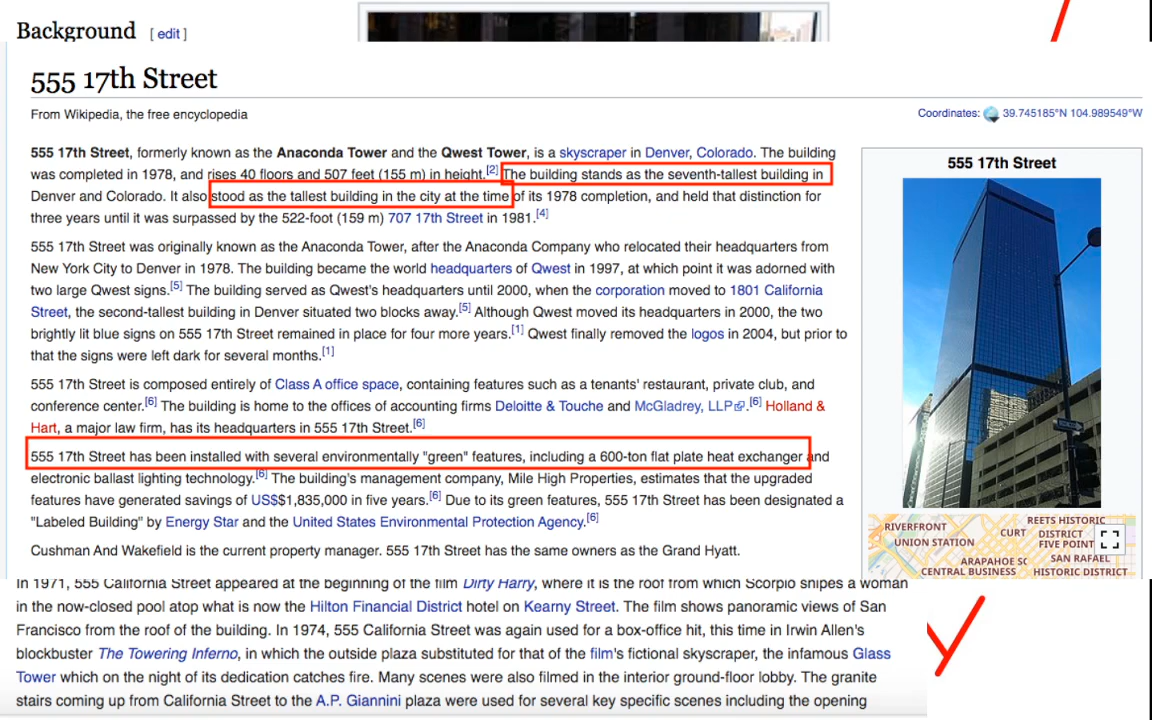 Background [ edit ]
555 17th Street
From Wikipedia, the free encyclopedia
Coordinates: 39.745185°N 104.989549°W
555 17th Street, formerly known as the Anaconda Tower and the Qwest Tower, is a skyscraper in Denver, Colorado. The building
was completed in 1978, and rises 40 floors and 507 feet (155 m) in height.[2] The building stands as the seventh-tallest building in
Denver and Colorado. It also stood as the tallest building in the city at the time of its 1978 completion, and held that distinction for
three years until it was surpassed by the 522-foot (159 m) 707 17th Street in 1981.[4]
555 17th Street was originally known as the Anaconda Tower, after the Anaconda Company who relocated their headquarters from
New York City to Denver in 1978. The building became the world headquarters of Qwest in 1997, at which point it was adorned with
two large Qwest signs.[5] The building served as Qwest's headquarters until 2000, when the corporation moved to 1801 California
Street, the second-tallest building in Denver situated two blocks away.[5] Although Qwest moved its headquarters in 2000, the two
brightly lit blue signs on 555 17th Street remained in place for four more years.[1] Qwest finally removed the logos in 2004, but prior to
that the signs were left dark for several months.[1]
555 17th Street is composed entirely of Class A office space, containing features such as a tenants' restaurant, private club, and
conference center.[6] The building is home to the offices of accounting firms Deloitte & Touche and McGladrey, LLP.[6] Holland &
Hart, a major law firm, has its headquarters in 555 17th Street.[6]
555 17th Street has been installed with several environmentally "green" features, including a 600-ton flat plate heat exchanger and
electronic ballast lighting technology.[6] The building's management company, Mile High Properties, estimates that the upgraded
features have generated savings of US$$1,835,000 in five years.[6] Due to its green features, 555 17th Street has been designated a
"Labeled Building" by Energy Star and the United States Environmental Protection Agency.[6]
Cushman And Wakefield is the current property manager. 555 17th Street has the same owners as the Grand Hyatt.
555 17th Street
RIVERFRONT
UNION STATION
CURT
REETS HISTORIC
DISTRICT
FIVE POINT
ARAPAHOE SC
SAN RAFAEL
CENTRAL BUSINESS
HISTORIC DISTRICT
In 1971, 555 California Street appeared at the beginning of the film Dirty Harry, where it is the roof from which Scorpio snipes a woman
in the now-closed pool atop what is now the Hilton Financial District hotel on Kearny Street. The film shows panoramic views of San
Francisco from the roof of the building. In 1974, 555 California Street was again used for a box-office hit, this time in Irwin Allen's
blockbuster The Towering Inferno, in which the outside plaza substituted for that of the film's fictional skyscraper, the infamous Glass
Tower which on the night of its dedication catches fire. Many scenes were also filmed in the interior ground-floor lobby. The granite
stairs coming up from California Street to the A.P. Giannini plaza were used for several key specific scenes including the opening